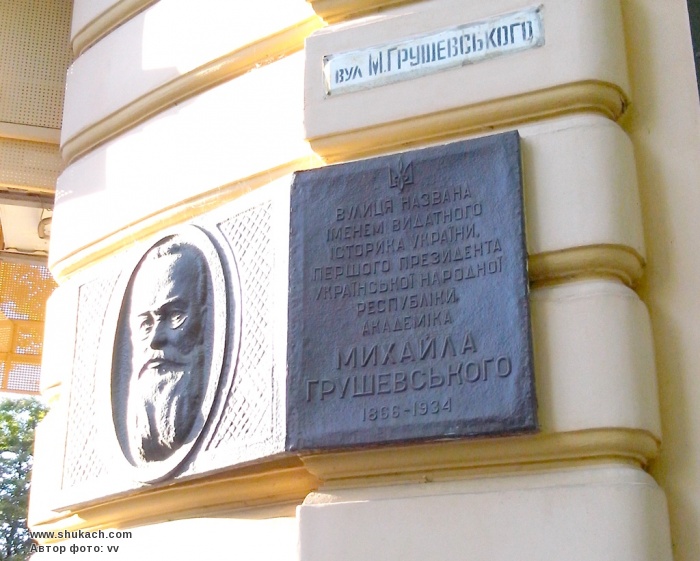 вул М.Грушевського
ВУЛИЦЯ НАЗВАНА
ІМЕНЕМ ВИДАТНОГО
ІСТОРИКА УКРАЇНИ,
ПЕРШОГО ПРЕЗИДЕНТА
УКРАЇНСЬКОЇ НАРОДНОЇ
РЕСПУБЛІКИ,
АКАДЕМІКА
МИХАЙЛА
ГРУШЕВСЬКОГО
1866-1934
www.shukach.com
Автор фото: vv